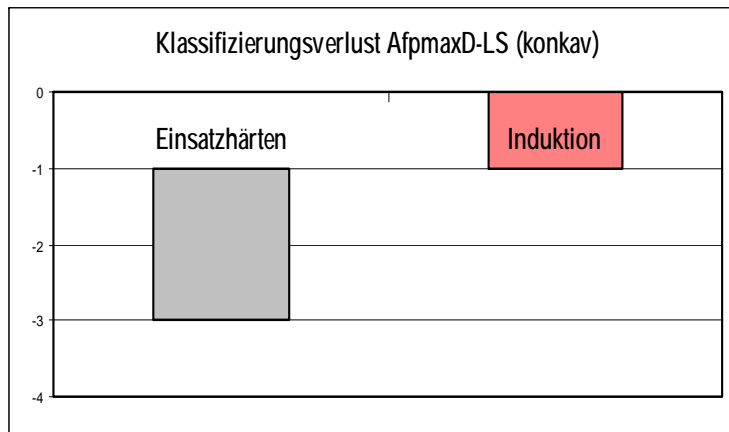 Klassifizierungsverlust AfpmaxD-LS (konkav)
0
Einsatzhärten
Induktion
-1
-2
-3
-4